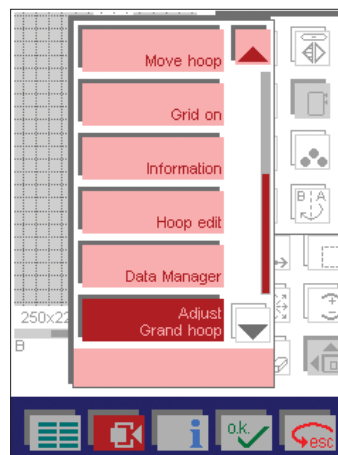 Move hoop
Grid on
Information
Hoop edit
Data Manager
Adjust
Grand hoop
B A
250x22
B
i
o.k.
esc